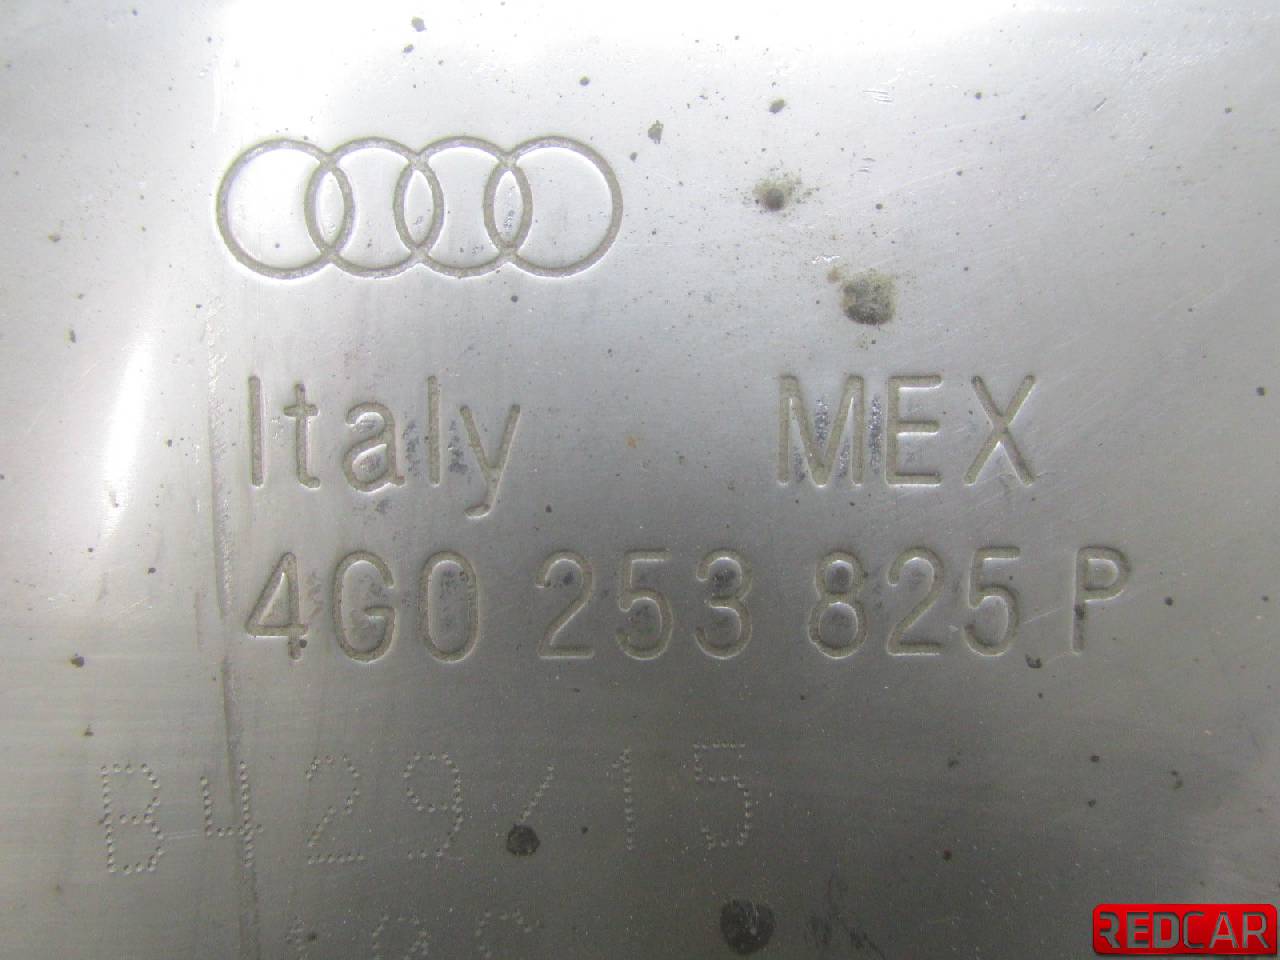 Italy MEX
4G0 253 825 P
B429/15
REDCAR